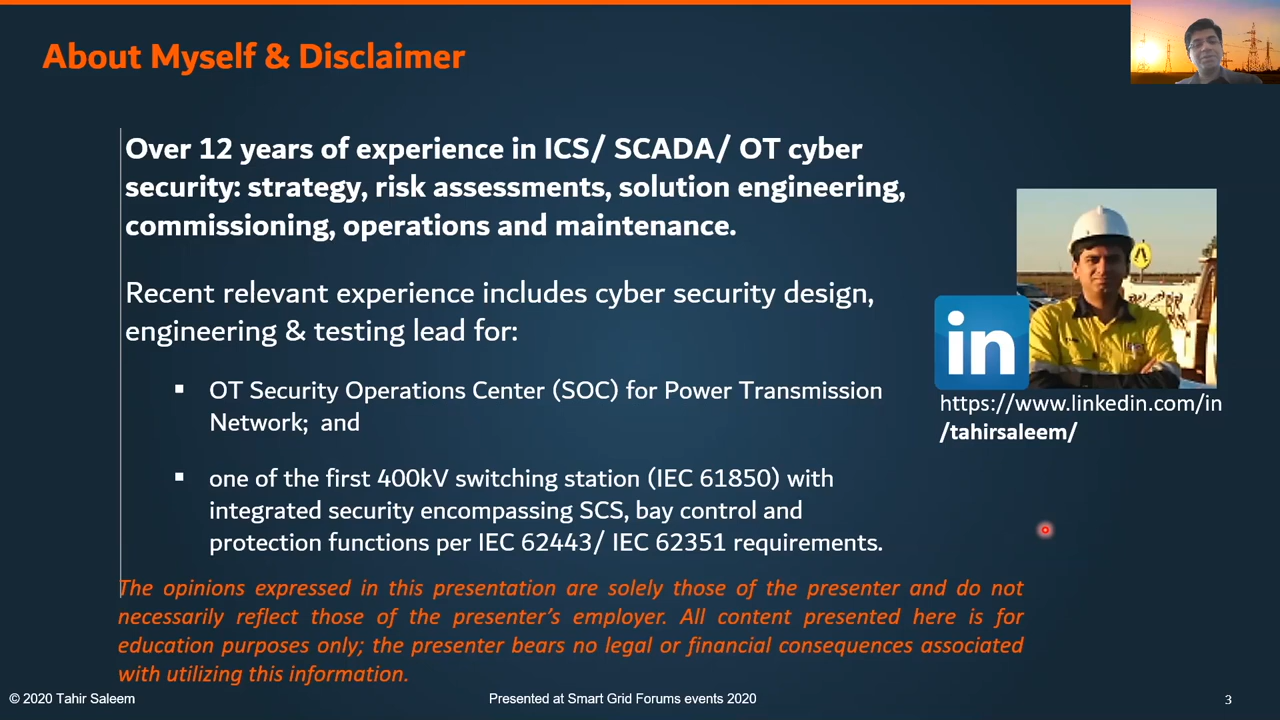 About Myself & Disclaimer
Over 12 years of experience in ICS/ SCADA/ OT cyber
security: strategy, risk assessments, solution engineering,
commissioning, operations and maintenance.
Recent relevant experience includes cyber security design,
engineering & testing lead for:
▪ OT Security Operations Center (SOC) for Power Transmission
Network; and
▪ one of the first 400kV switching station (IEC 61850) with
integrated security encompassing SCS, bay control and
protection functions per IEC 62443/ IEC 62351 requirements.
in
https://www.linkedin.com/in
/tahirsaleem/
The opinions expressed in this presentation are solely those of the presenter and do not
necessarily reflect those of the presenter’s employer. All content presented here is for
education purposes only; the presenter bears no legal or financial consequences associated
with utilizing this information.
© 2020 Tahir Saleem
Presented at Smart Grid Forums events 2020
3